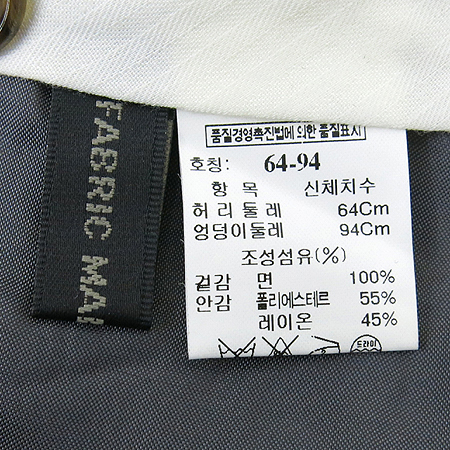 FABRIC MA
품질경영촉진법에 의한 품질표시
호칭: 64-94
항 목 신체치수
허리둘레 64Cm
엉덩이둘레 94Cm
조성섬유(%)
겉감 면 100%
안감 폴리에스테르 55%
레이온 45%
드라이